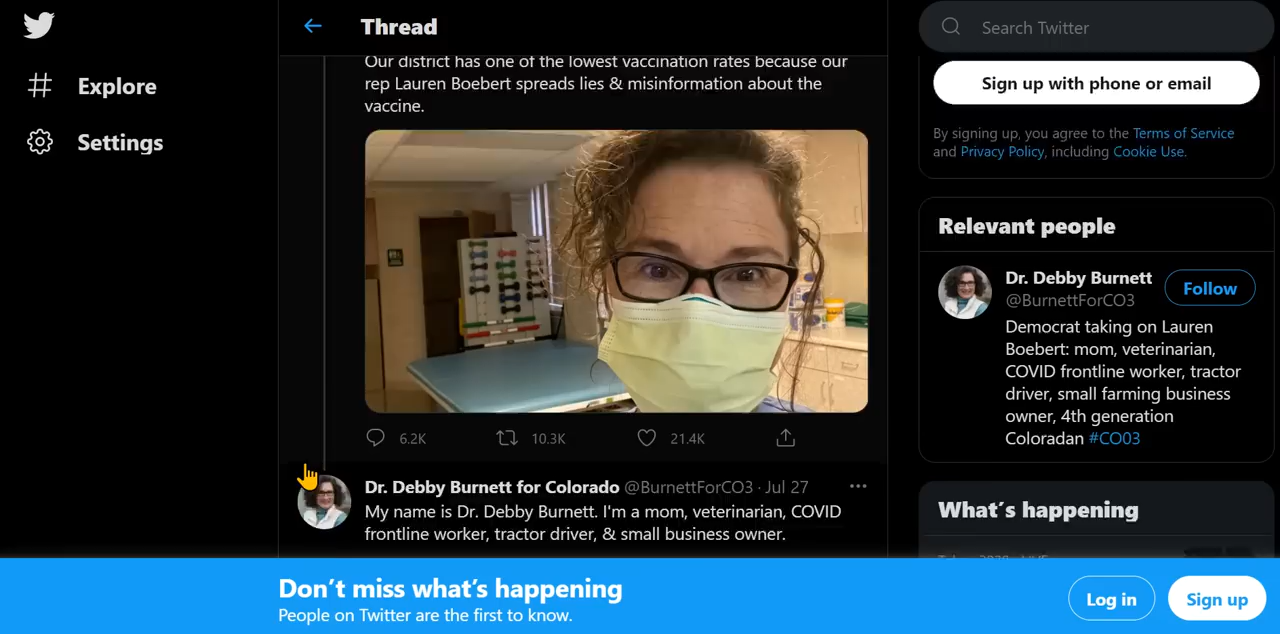 Thread
Search Twitter
Explore
Settings
Our district has one of the lowest vaccination rates because our
rep Lauren Boebert spreads lies & misinformation about the
vaccine.
6.2K
10.3K
21.4K
Dr. Debby Burnett for Colorado @BurnettForCO3 · Jul 27
My name is Dr. Debby Burnett. I'm a mom, veterinarian, COVID
frontline worker, tractor driver, & small business owner.
Sign up with phone or email
By signing up, you agree to the Terms of Service
and Privacy Policy, including Cookie Use.
Relevant people
Dr. Debby Burnett
@BurnettForCO3
Follow
Democrat taking on Lauren
Boebert: mom, veterinarian,
COVID frontline worker, tractor
driver, small farming business
owner, 4th generation
Coloradan #CO03
What's happening
Don't miss what's happening
People on Twitter are the first to know.
Log in
Sign up